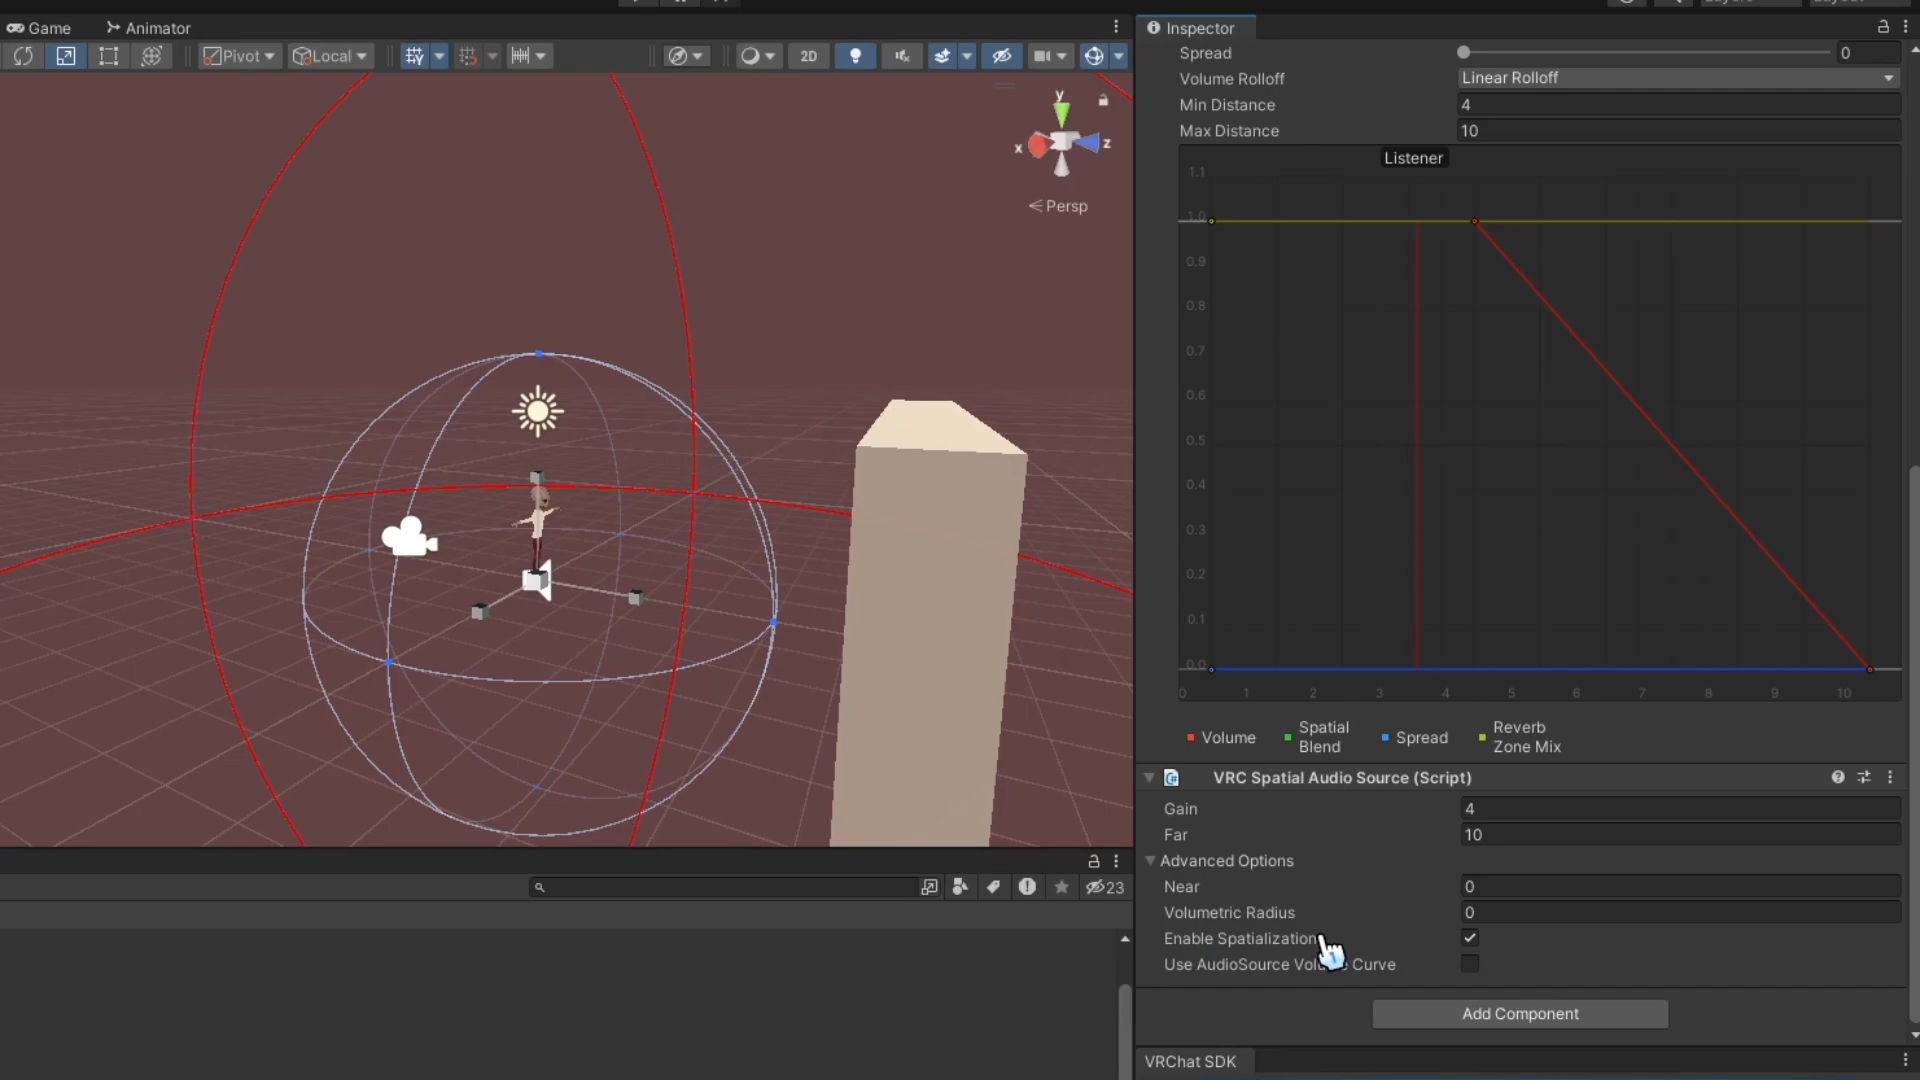 Game
Animator
Inspector
Pivot
Local
2D
Spread
0
Volume Rolloff
Linear Rolloff
Min Distance
4
Max Distance
10
Listener
y
x
z
Persp
1.1
1.0
0.9
0.8
0.7
0.6
0.5
0.4
0.3
0.2
0.1
0.0
0 1 2 3 4 5 6 7 8 9 10
Volume
Spatial Blend
Spread
Reverb Zone Mix
VRC Spatial Audio Source (Script)
Gain
4
Far
10
23
Advanced Options
Near
0
Volumetric Radius
0
Enable Spatialization
Use AudioSource Curve
Add Component
VRChat SDK